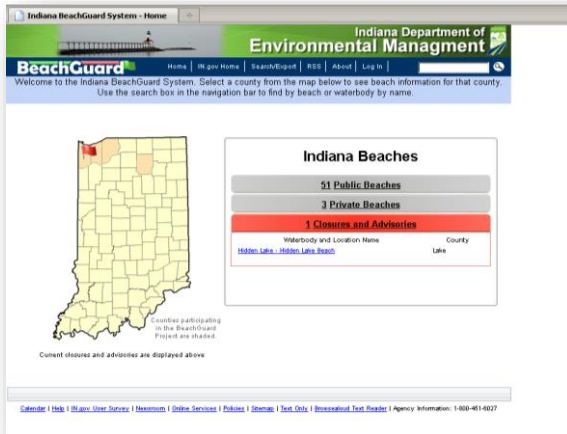 Indiana BeachGuard System - Home
Indiana Department of
Environmental Managment
BeachGuard
Home | IN.gov Home | Search/Export | RSS | About | Log In |
Welcome to the Indiana BeachGuard System. Select a county from the map below to see beach information for that county.
Use the search box in the navigation bar to find by beach or waterbody by name.
Indiana Beaches
51 Public Beaches
3 Private Beaches
1 Closures and Advisories
Waterbody and Location Name County
Hidden Lake - Hidden Lake Beach Lake
Counties participating
in the BeachGuard
Project are shaded.
Current closures and advisories are displayed above
Calendar | Help | IN.gov User Survey | Newsroom | Online Services | Policies | Sitemap | Text Only | Browsealoud Text Reader | Agency Information: 1-800-451-6027